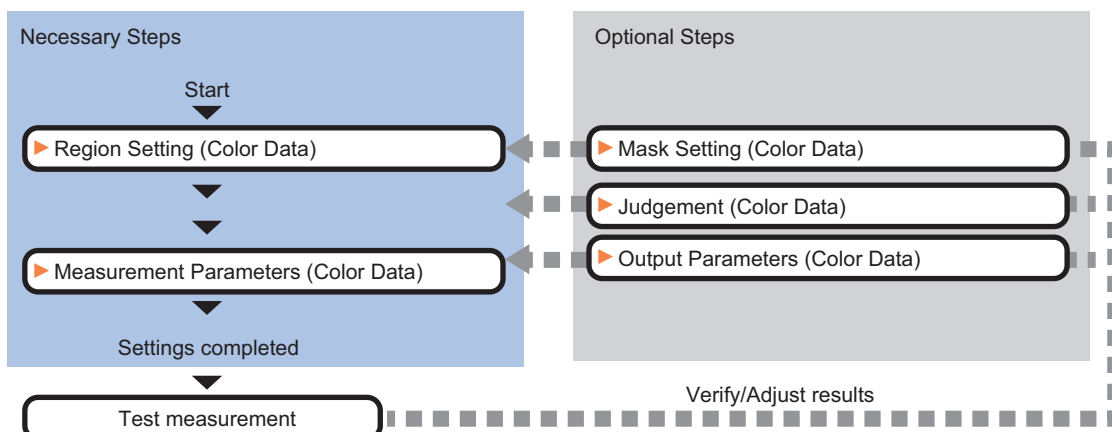 Necessary Steps
Start
Region Setting (Color Data)
Measurement Parameters (Color Data)
Settings completed
Test measurement
Optional Steps
Mask Setting (Color Data)
Judgement (Color Data)
Output Parameters (Color Data)
Verify/Adjust results